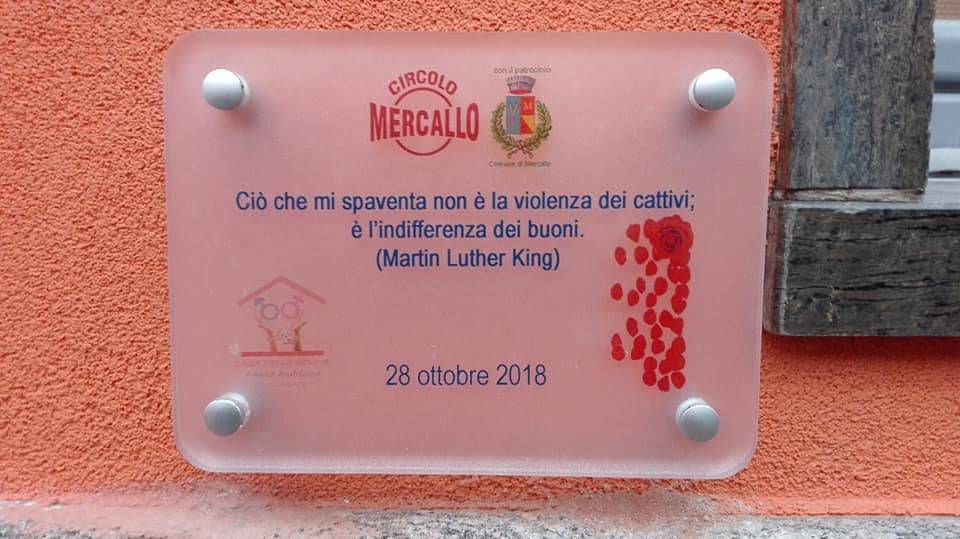 CIRCOLO
MERCALLO
con il patrocinio
Comune di Mercallo
Ciò che mi spaventa non è la violenza dei cattivi;
è l'indifferenza dei buoni.
(Martin Luther King)
28 ottobre 2018